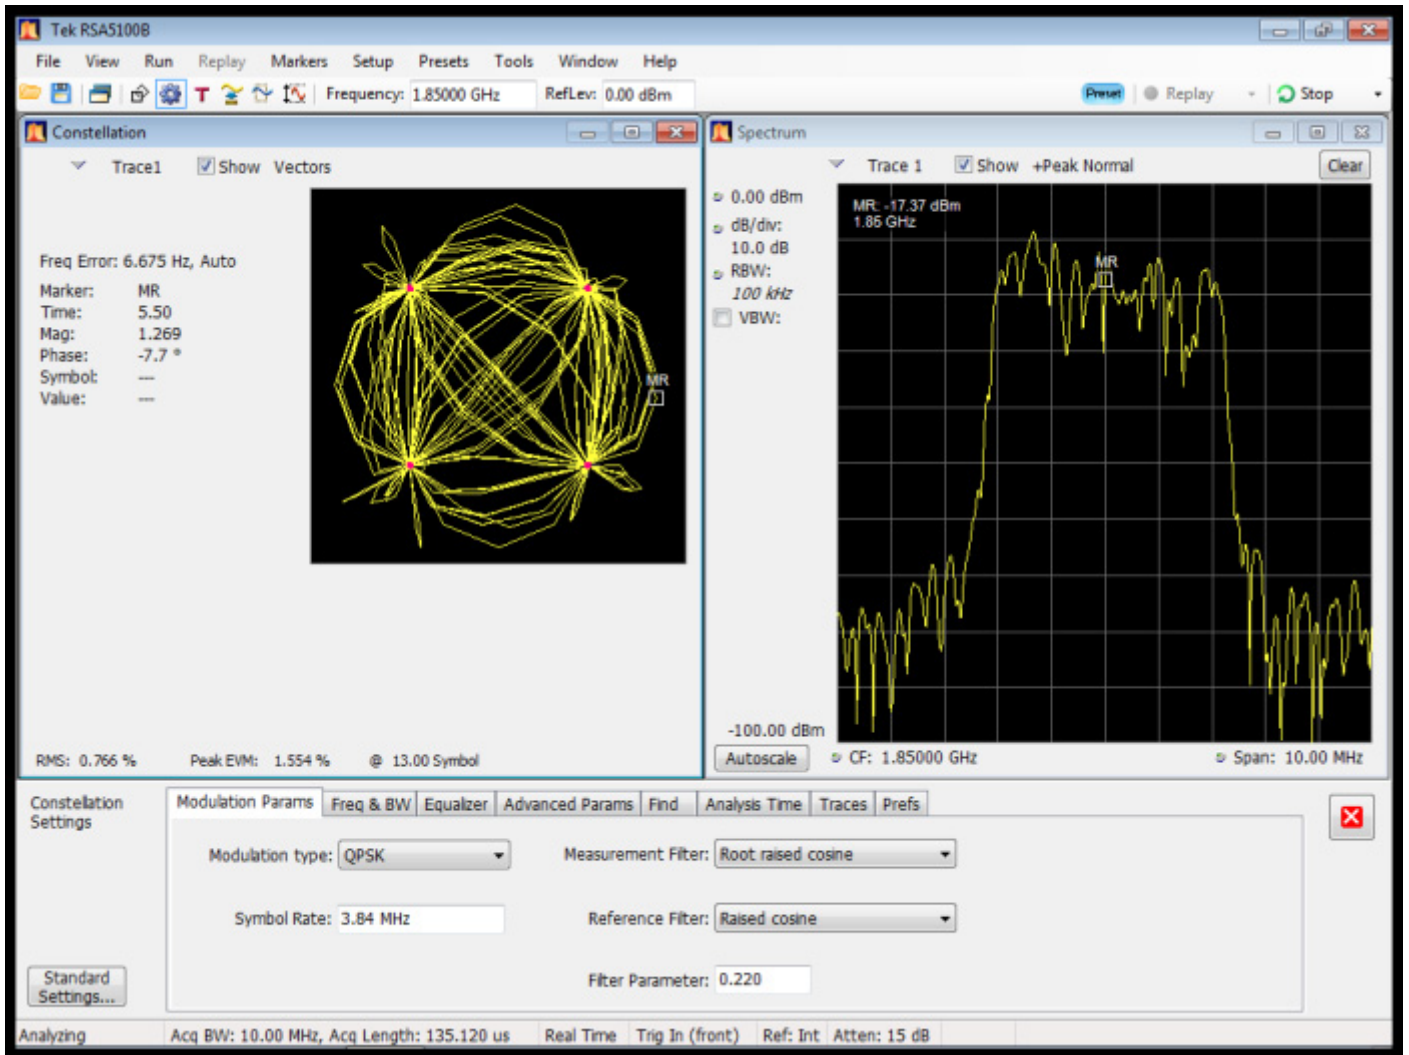 Tek RSA5100B
File View Run Replay Markers Setup Presets Tools Window Help
T Frequency: 1.85000 GHz RefLev: 0.00 dBm Preset Replay Stop
Constellation
Trace1 Show Vectors
Freq Error: 6.675 Hz, Auto
Marker: MR
Time: 5.50
Mag: 1.269
Phase: -7.7 °
Symbol: ---
Value: ---
MR
RMS: 0.766 % Peak EVM: 1.554 % @ 13.00 Symbol
Spectrum
Trace 1 Show +Peak Normal Clear
0.00 dBm
dB/div:
10.0 dB
RBW:
100 kHz
VBW:
MR: -17.37 dBm
1.85 GHz
MR
-100.00 dBm
Autoscale CF: 1.85000 GHz Span: 10.00 MHz
Constellation
Settings
Modulation Params Freq & BW Equalizer Advanced Params Find Analysis Time Traces Prefs
Modulation type: QPSK Measurement Filter: Root raised cosine
Symbol Rate: 3.84 MHz Reference Filter: Raised cosine
Filter Parameter: 0.220
Standard
Settings...
Analyzing Acq BW: 10.00 MHz, Acq Length: 135.120 us Real Time Trig In (front) Ref: Int Atten: 15 dB